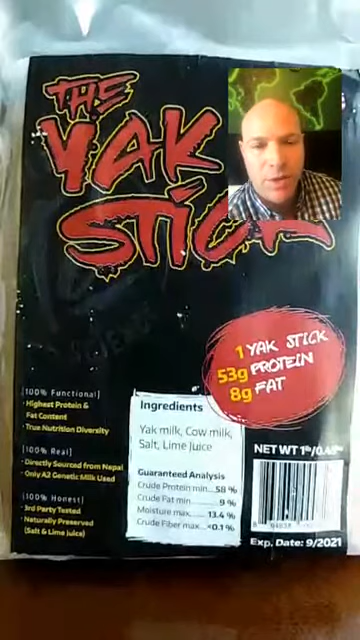 THE
YAK
STICK
1 YAK STICK
53g PROTEIN
8g FAT
[100% Functional]
· Highest Protein &
Fat Content
· True Nutrition Diversity
[100% Real]
· Directly Sourced from Nepal
· Only A2 Genetic Milk Used
[100% Honest]
· 3rd Party Tested
· Naturally Preserved
(Salt & Lime Juice)
Ingredients
Yak milk, Cow milk,
Salt, Lime Juice
Guaranteed Analysis
Crude Protein min... 58 %
Crude Fat min........ 9 %
Moisture max....... 13.4 %
Crude Fiber max...<0.1 %
NET WT
Exp. Date: 9/2021